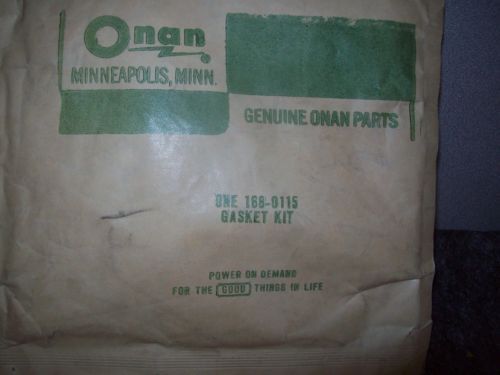 Onan
MINNEAPOLIS, MINN.
GENUINE ONAN PARTS
ONE 168-0115
GASKET KIT
POWER ON DEMAND
FOR THE GOOD THINGS IN LIFE